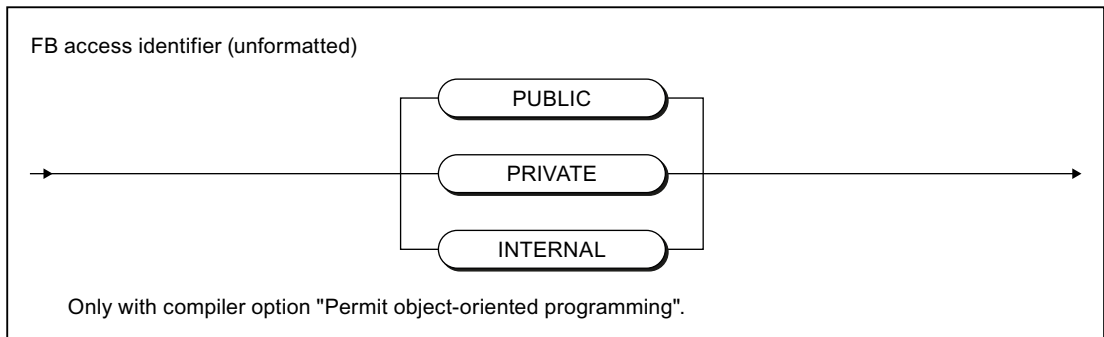 FB access identifier (unformatted)
PUBLIC
PRIVATE
INTERNAL
Only with compiler option "Permit object-oriented programming".